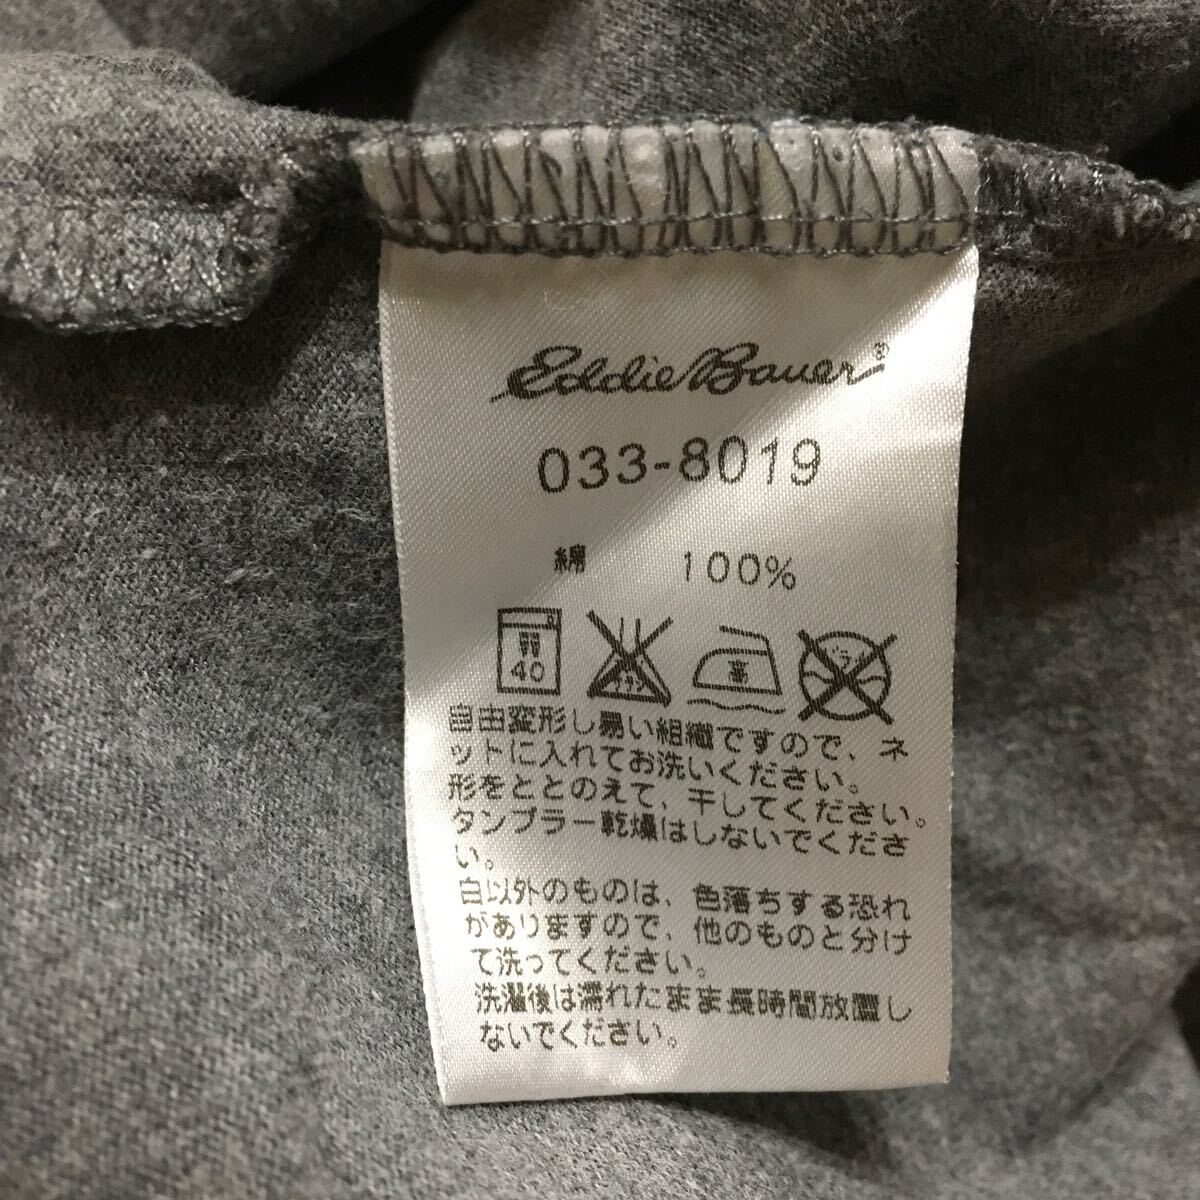 Eddie Bauer®
033-8019
綿 100%
弱 40 高 ドライ
自由変形し易い組織ですので、ネ
ットに入れてお洗いください。
形をととのえて、干してください。
タンブラー乾燥はしないでくださ
い。
白以外のものは、色落ちする恐れ
がありますので、他のものと分け
て洗ってください。
洗濯後は濡れたまま長時間放置し
ないでください。